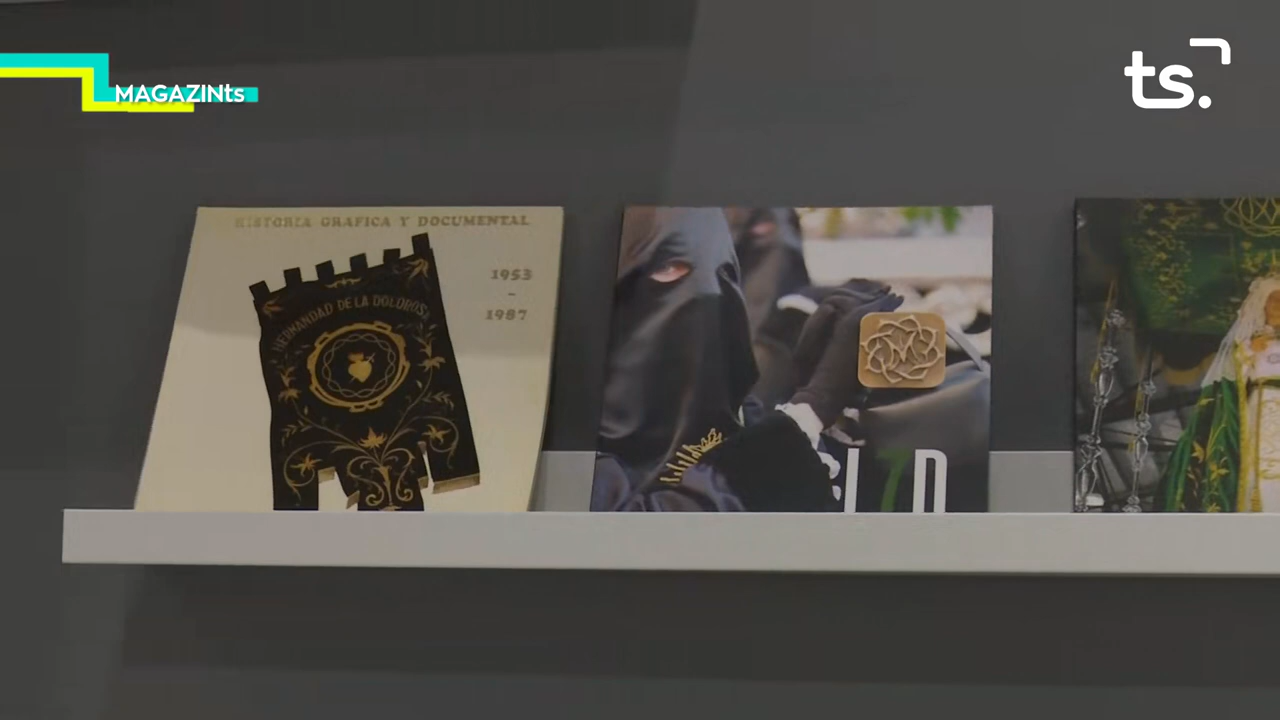 MAGAZINts
ts.
HISTORIA GRAFICA Y DOCUMENTAL
1953
-
1987
HERMANDAD DE LA DOLOROSA